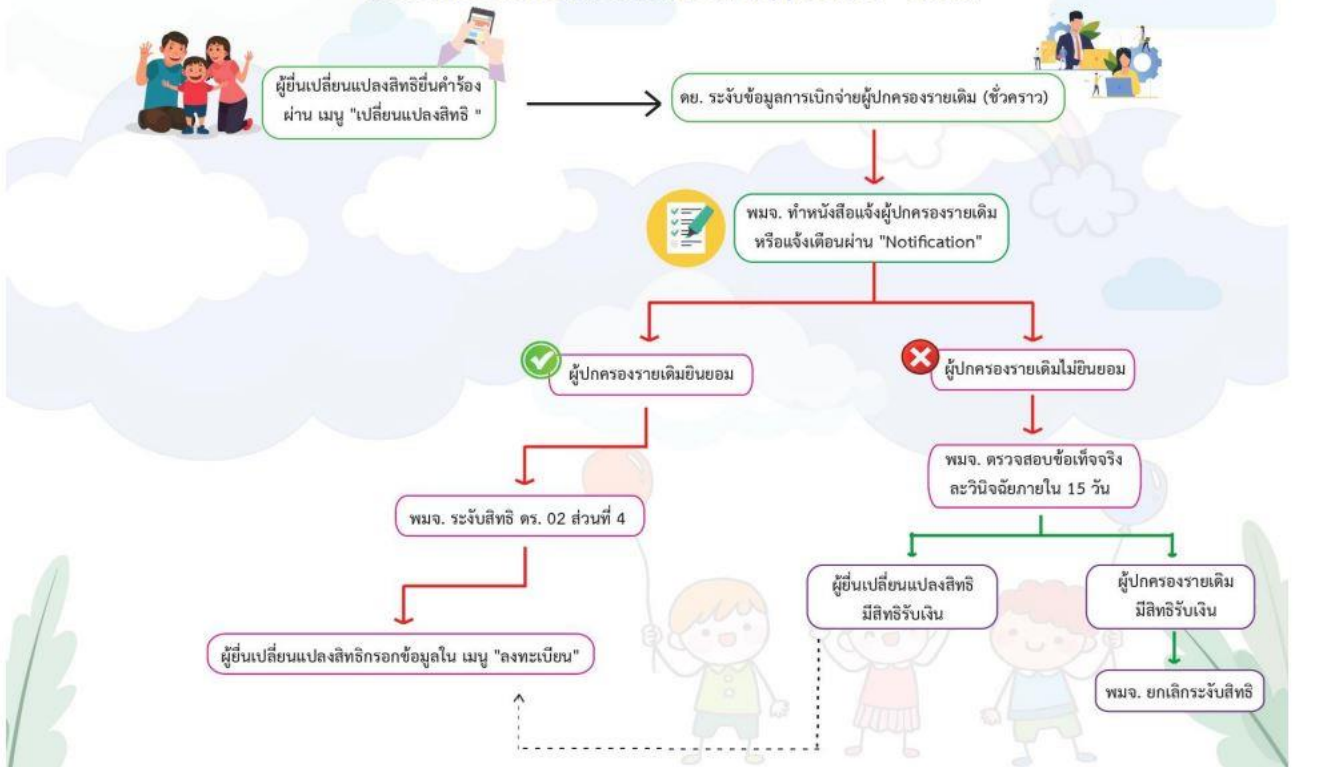 ผู้ยื่นเปลี่ยนแปลงสิทธิยื่นคำร้อง
ผ่าน เมนู "เปลี่ยนแปลงสิทธิ "
ดย. ระงับข้อมูลการเบิกจ่ายผู้ปกครองรายเดิม (ชั่วคราว)
พมจ. ทำหนังสือแจ้งผู้ปกครองรายเดิม
หรือแจ้งเตือนผ่าน "Notification"
ผู้ปกครองรายเดิมยินยอม
ผู้ปกครองรายเดิมไม่ยินยอม
พมจ. ตรวจสอบข้อเท็จจริง
ละวินิจฉัยภายใน 15 วัน
พมจ. ระงับสิทธิ ดร. 02 ส่วนที่ 4
ผู้ยื่นเปลี่ยนแปลงสิทธิ
มีสิทธิรับเงิน
ผู้ปกครองรายเดิม
มีสิทธิรับเงิน
ผู้ยื่นเปลี่ยนแปลงสิทธิกรอกข้อมูลใน เมนู "ลงทะเบียน"
พมจ. ยกเลิกระงับสิทธิ